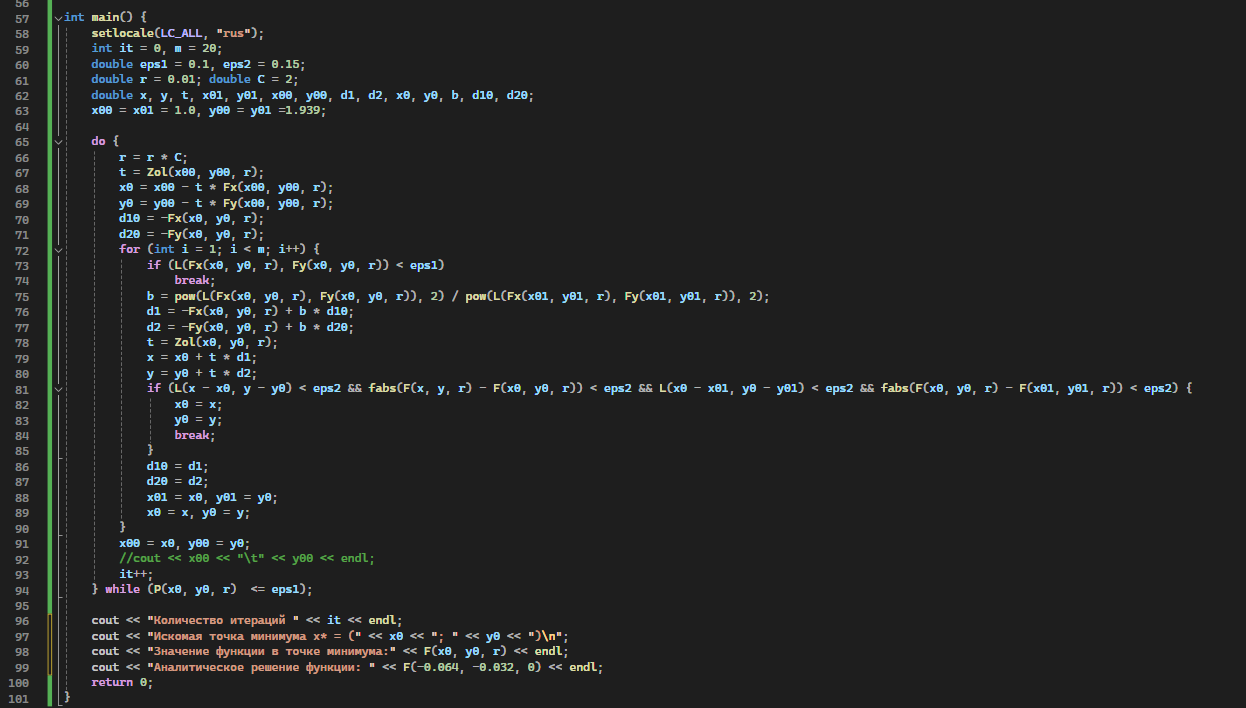 56
57 int main() {
58 setlocale(LC_ALL, "rus");
59 int it = 0, m = 20;
60 double eps1 = 0.1, eps2 = 0.15;
61 double r = 0.01; double C = 2;
62 double x, y, t, x01, y01, x00, y00, d1, d2, x0, y0, b, d10, d20;
63 x00 = x01 = 1.0, y00 = y01 =1.939;
64
65 do {
66 r = r * C;
67 t = Zol(x00, y00, r);
68 x0 = x00 - t * Fx(x00, y00, r);
69 y0 = y00 - t * Fy(x00, y00, r);
70 d10 = -Fx(x0, y0, r);
71 d20 = -Fy(x0, y0, r);
72 for (int i = 1; i < m; i++) {
73 if (L(Fx(x0, y0, r), Fy(x0, y0, r)) < eps1)
74 break;
75 b = pow(L(Fx(x0, y0, r), Fy(x0, y0, r)), 2) / pow(L(Fx(x01, y01, r), Fy(x01, y01, r)), 2);
76 d1 = -Fx(x0, y0, r) + b * d10;
77 d2 = -Fy(x0, y0, r) + b * d20;
78 t = Zol(x0, y0, r);
79 x = x0 + t * d1;
80 y = y0 + t * d2;
81 if (L(x - x0, y - y0) < eps2 && fabs(F(x, y, r) - F(x0, y0, r)) < eps2 && L(x0 - x01, y0 - y01) < eps2 && fabs(F(x0, y0, r) - F(x01, y01, r)) < eps2) {
82 x0 = x;
83 y0 = y;
84 break;
85 }
86 d10 = d1;
87 d20 = d2;
88 x01 = x0, y01 = y0;
89 x0 = x, y0 = y;
90 }
91 x00 = x0, y00 = y0;
92 //cout << x00 << "\t" << y00 << endl;
93 it++;
94 } while (P(x0, y0, r)  <= eps1);
95
96 cout << "Количество итераций " << it << endl;
97 cout << "Искомая точка минимума x* = (" << x0 << "; " << y0 << ")\n";
98 cout << "Значение функции в точке минимума:" << F(x0, y0, r) << endl;
99 cout << "Аналитическое решение функции: " << F(-0.064, -0.032, 0) << endl;
100 return 0;
101 }